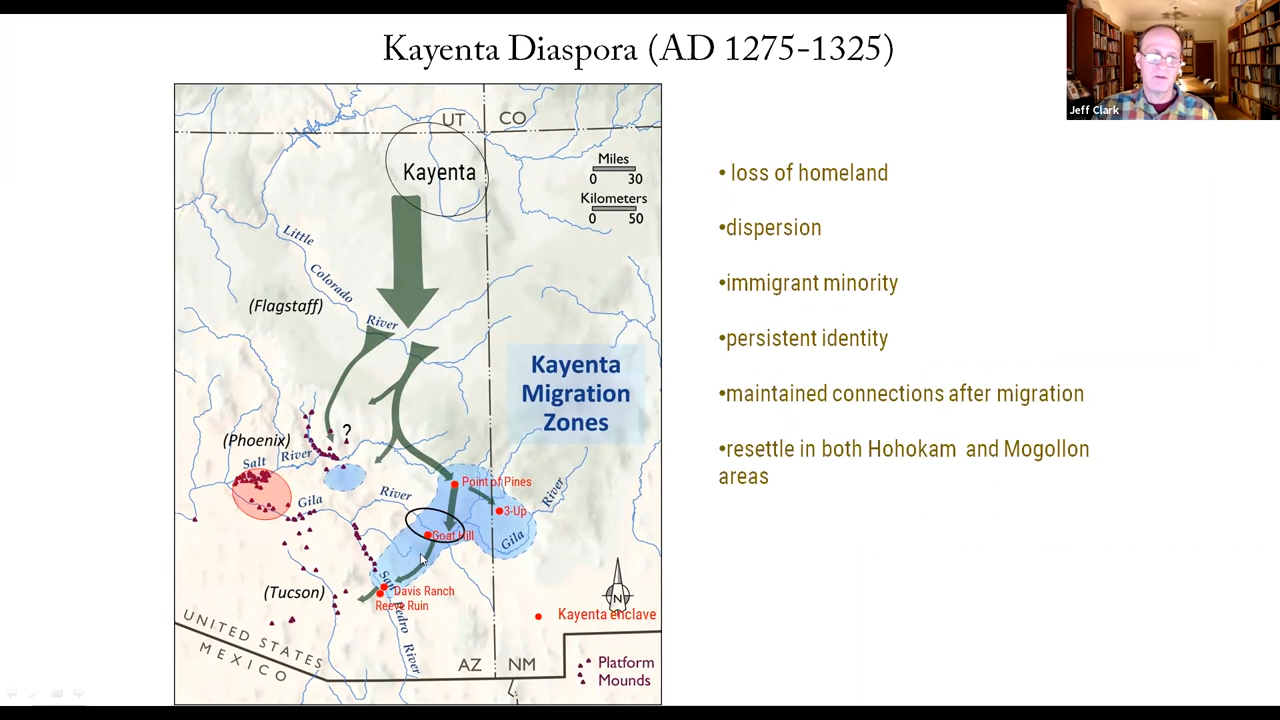 Kayenta Diaspora (AD 1275-1325)
Jeff Clark
UT
CO
Kayenta
Miles
0 30
Kilometers
0 50
Little
Colorado
River
(Flagstaff)
Kayenta
Migration
Zones
?
(Phoenix)
Salt River
Gila
River
Point of Pines
3-Up
Gila
River
Goat Hill
(Tucson)
San Pedro River
Davis Ranch
Reeve Ruin
N
Kayenta enclave
UNITED STATES
MEXICO
AZ
NM
Platform
Mounds
• loss of homeland
•dispersion
•immigrant minority
•persistent identity
•maintained connections after migration
•resettle in both Hohokam and Mogollon
areas